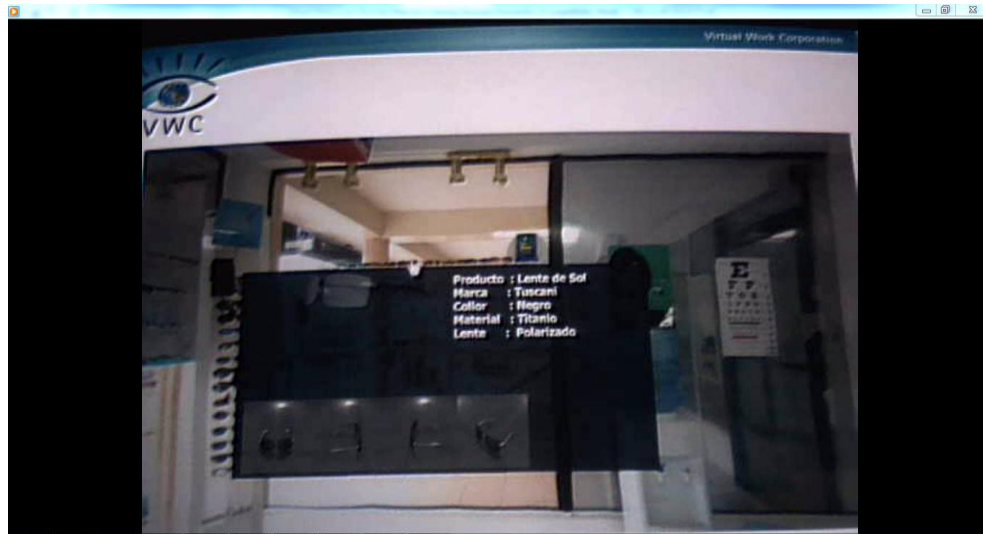 Virtual Work Corporation
VWC
Producto : Lente de Sol
Marca : Tuscani
Collor : Negro
Material : Titanio
Lente : Polarizado
E
F P
T O Z